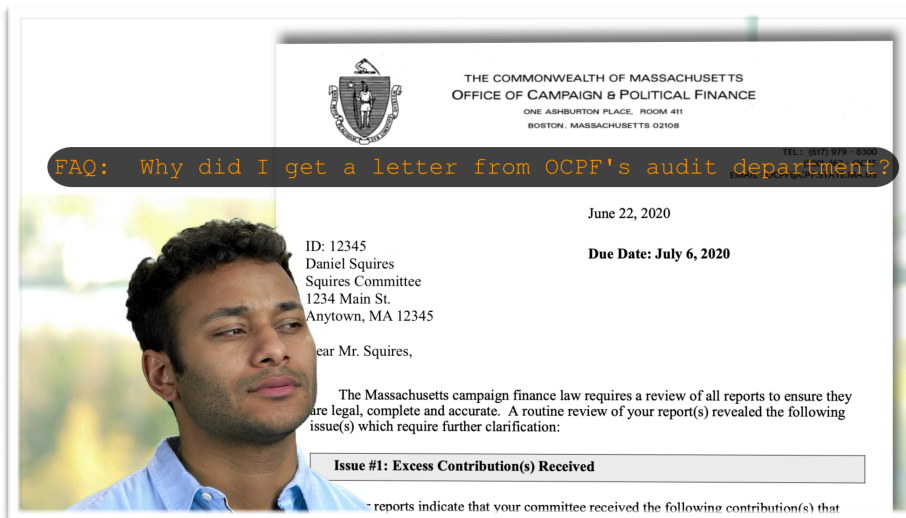 THE COMMONWEALTH OF MASSACHUSETTS
OFFICE OF CAMPAIGN & POLITICAL FINANCE
ONE ASHBURTON PLACE, ROOM 411
BOSTON, MASSACHUSETTS 02108
TEL: (617) 979 - 8300
FAQ: Why did I get a letter from OCPF's audit department?
June 22, 2020
Due Date: July 6, 2020
ID: 12345
Daniel Squires
Squires Committee
1234 Main St.
Anytown, MA 12345
ear Mr. Squires,
The Massachusetts campaign finance law requires a review of all reports to ensure they
are legal, complete and accurate. A routine review of your report(s) revealed the following
issue(s) which require further clarification:
Issue #1: Excess Contribution(s) Received
reports indicate that your committee received the following contribution(s) that